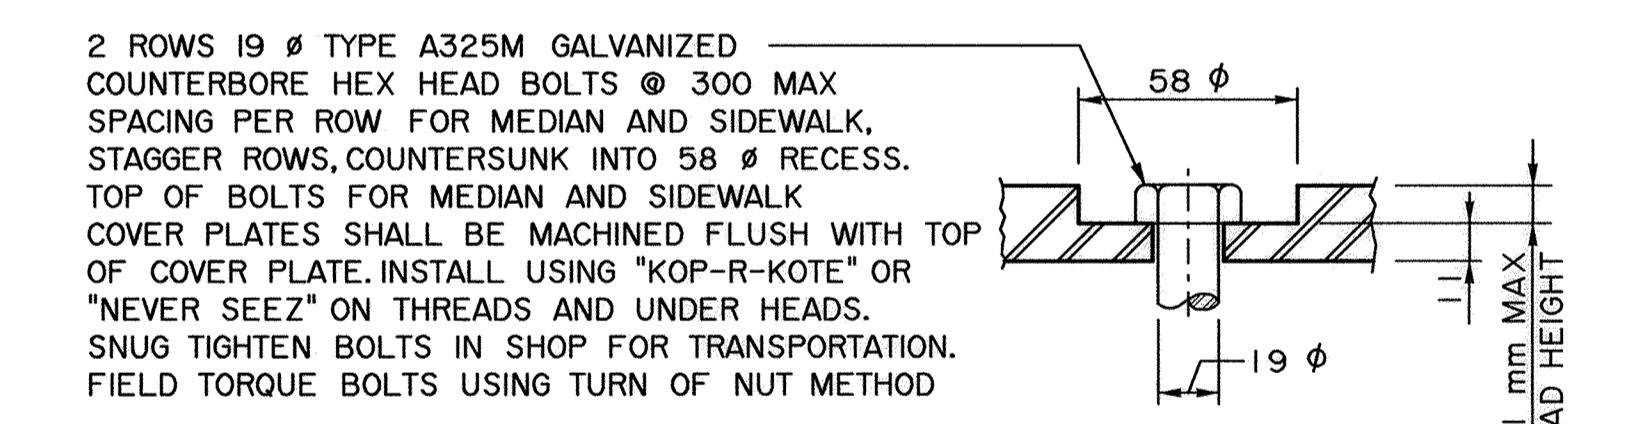 2 ROWS 19 Ø TYPE A325M GALVANIZED
COUNTERBORE HEX HEAD BOLTS @ 300 MAX
SPACING PER ROW FOR MEDIAN AND SIDEWALK,
STAGGER ROWS, COUNTERSUNK INTO 58 Ø RECESS.
TOP OF BOLTS FOR MEDIAN AND SIDEWALK
COVER PLATES SHALL BE MACHINED FLUSH WITH TOP
OF COVER PLATE. INSTALL USING "KOP-R-KOTE" OR
"NEVER SEEZ" ON THREADS AND UNDER HEADS.
SNUG TIGHTEN BOLTS IN SHOP FOR TRANSPORTATION.
FIELD TORQUE BOLTS USING TURN OF NUT METHOD
58 Ø
19 Ø
11
mm MAX
HEIGHT